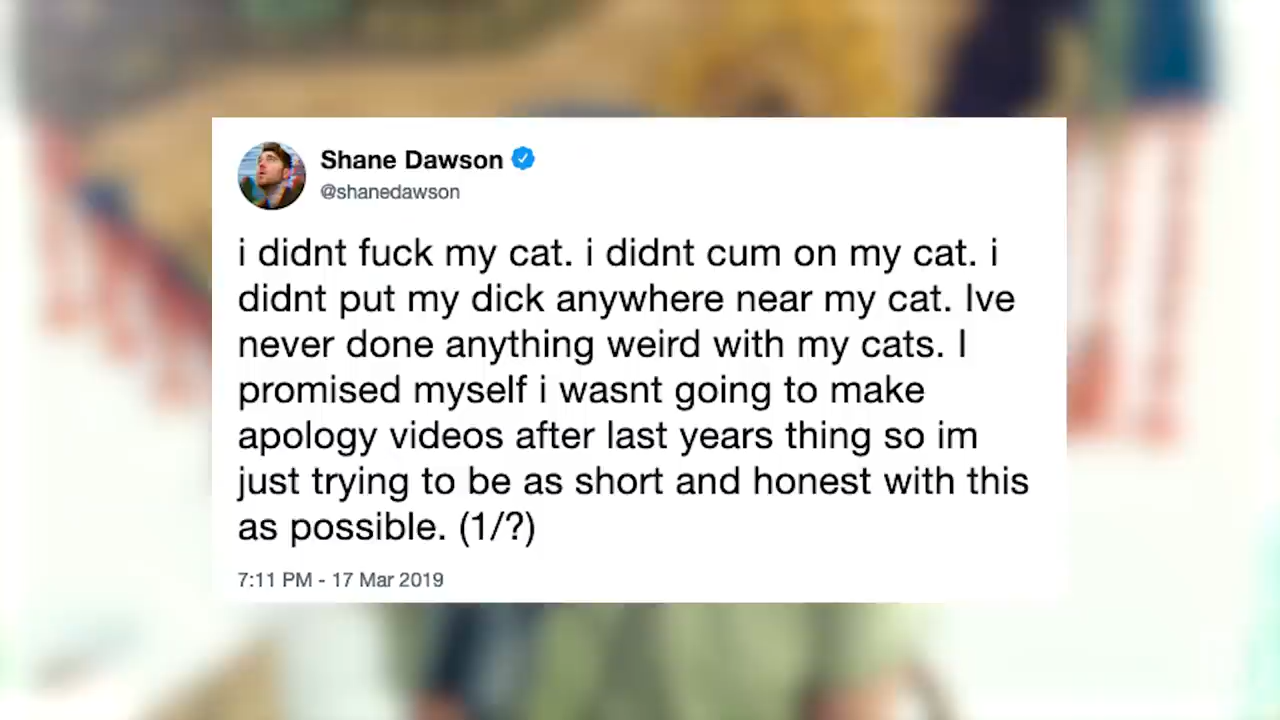 Shane Dawson
@shanedawson
i didnt fuck my cat. i didnt cum on my cat. i
didnt put my dick anywhere near my cat. Ive
never done anything weird with my cats. I
promised myself i wasnt going to make
apology videos after last years thing so im
just trying to be as short and honest with this
as possible. (1/?)
7:11 PM - 17 Mar 2019